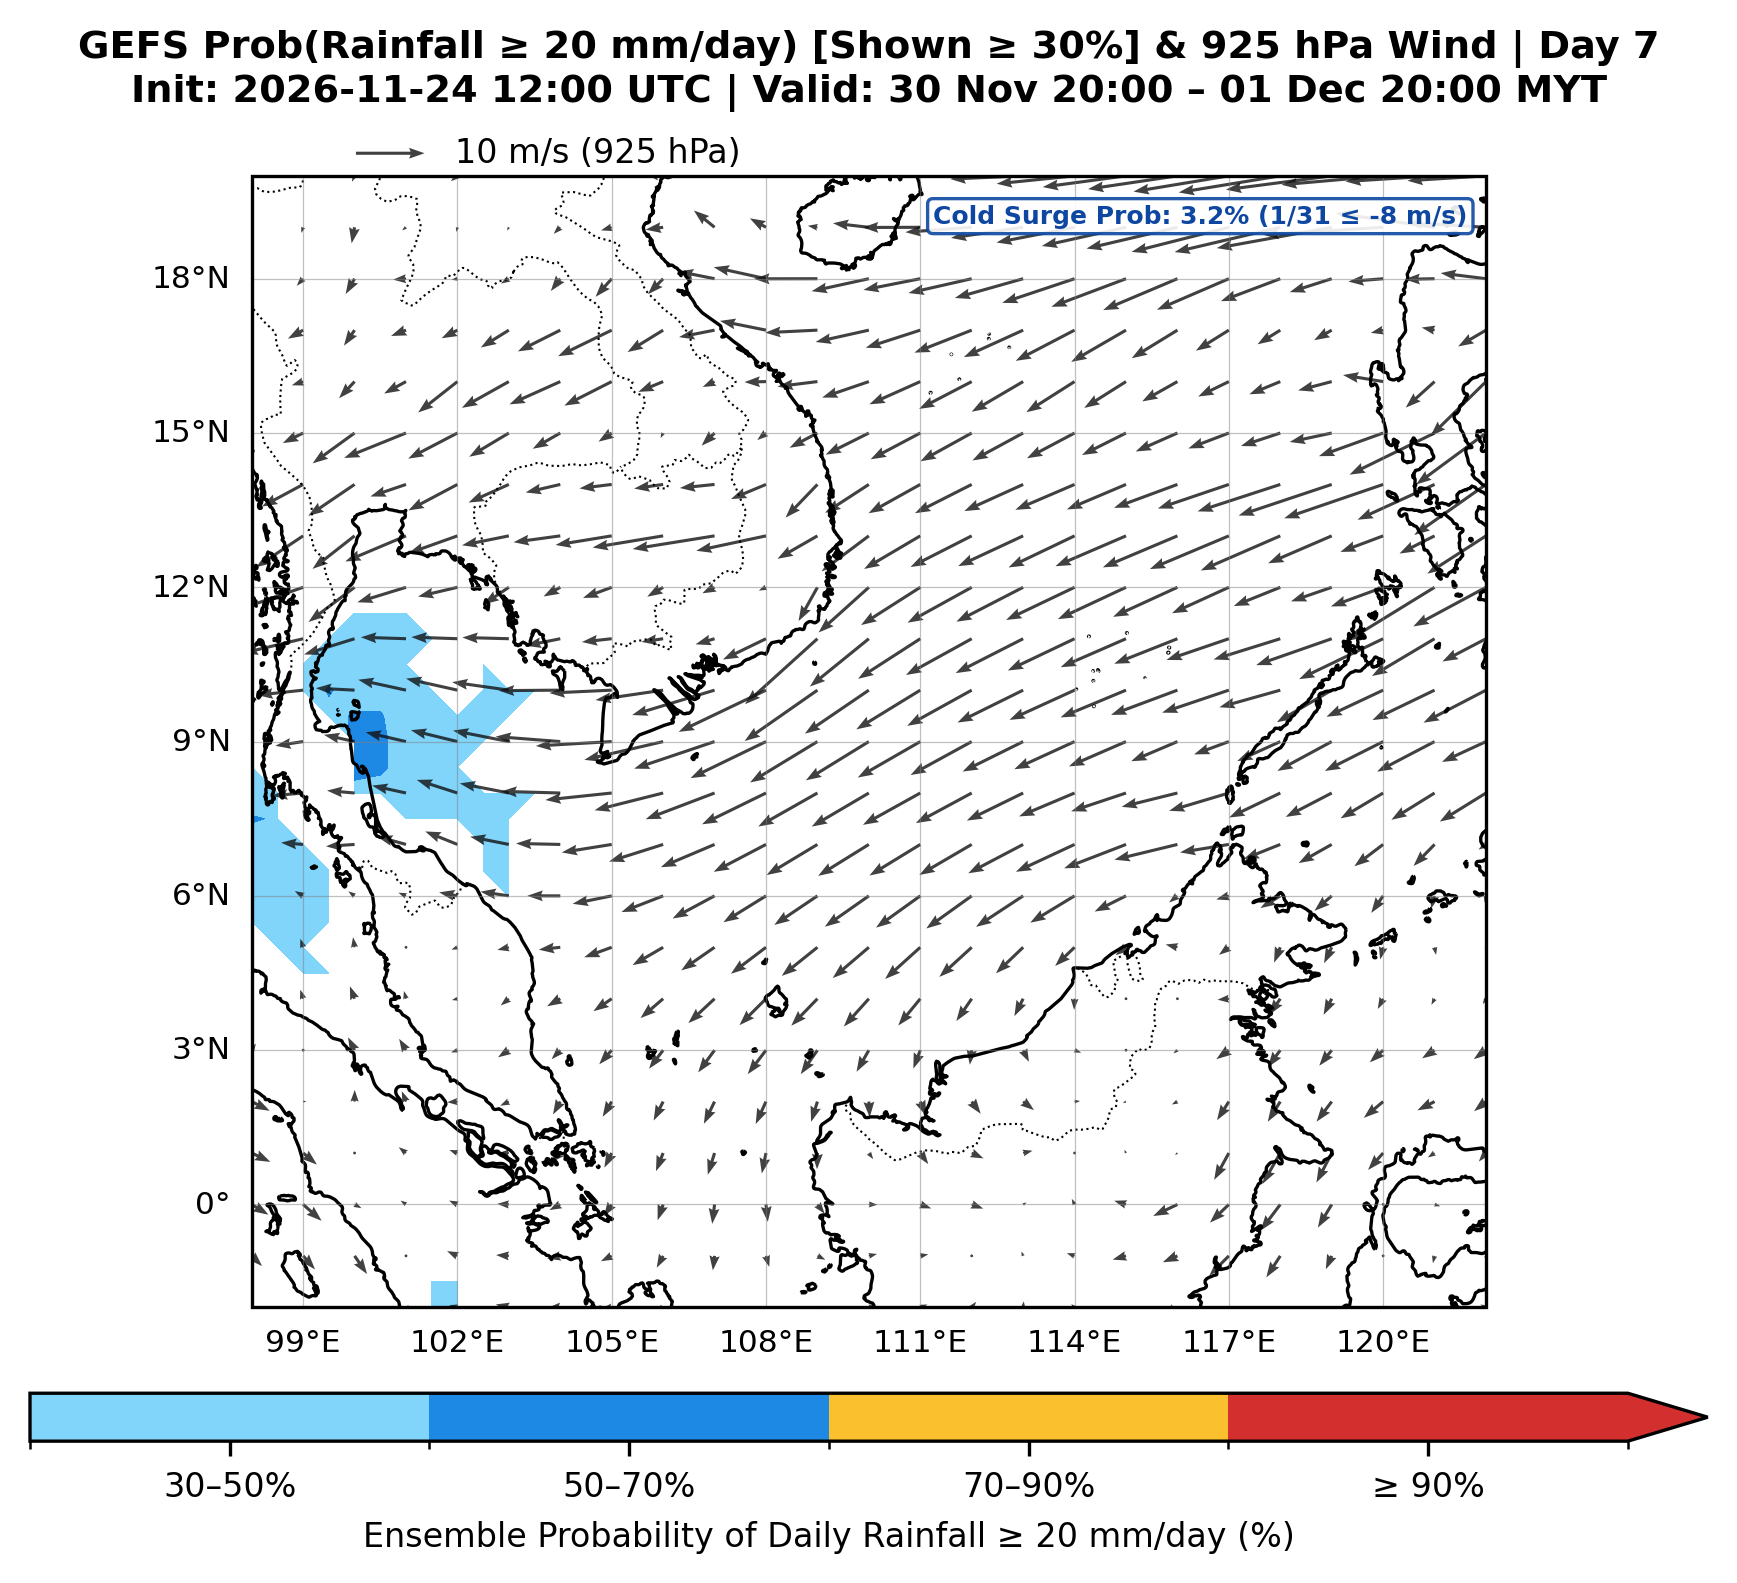 GEFS Prob(Rainfall ≥ 20 mm/day) [Shown ≥ 30%] & 925 hPa Wind | Day 7
Init: 2026-11-24 12:00 UTC | Valid: 30 Nov 20:00 – 01 Dec 20:00 MYT
10 m/s (925 hPa)
Cold Surge Prob: 3.2% (1/31 ≤ -8 m/s)
18°N
15°N
12°N
9°N
6°N
3°N
0°
99°E 102°E 105°E 108°E 111°E 114°E 117°E 120°E
30–50% 50–70% 70–90% ≥ 90%
Ensemble Probability of Daily Rainfall ≥ 20 mm/day (%)